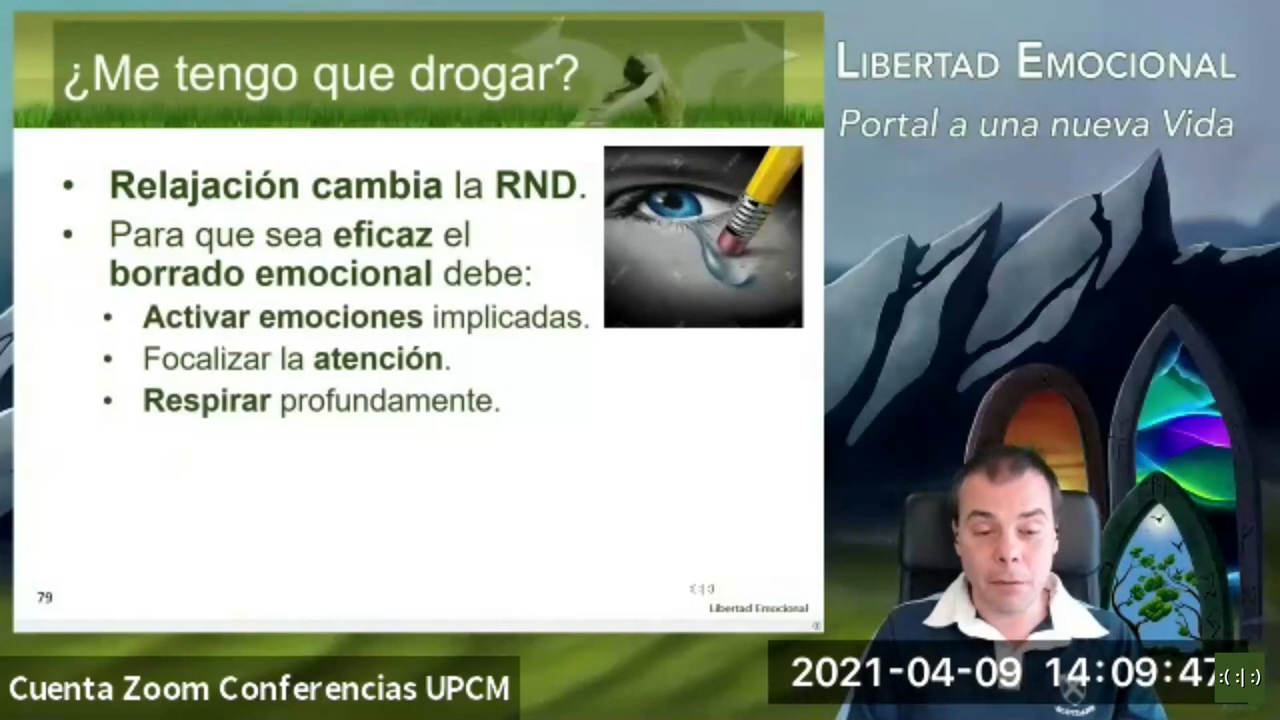 ¿Me tengo que drogar?
• Relajación cambia la RND.
• Para que sea eficaz el
borrado emocional debe:
• Activar emociones implicadas.
• Focalizar la atención.
• Respirar profundamente.
79
:( :| :)
Libertad Emocional
LIBERTAD EMOCIONAL
Portal a una nueva Vida
Cuenta Zoom Conferencias UPCM
2021-04-09 14:09:47
:( :| :)
SCOTLAND